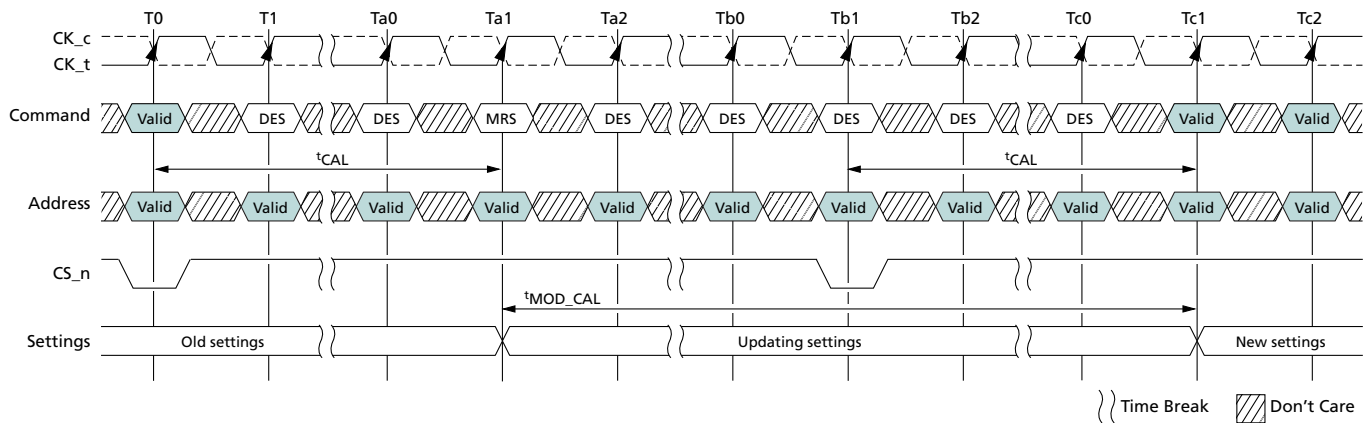 T0 T1 Ta0 Ta1 Ta2 Tb0 Tb1 Tb2 Tc0 Tc1 Tc2
CK_c
CK_t
Command Valid DES DES MRS DES DES DES DES DES Valid Valid
tCAL tCAL
Address Valid Valid Valid Valid Valid Valid Valid Valid Valid Valid Valid
CS_n
tMOD_CAL
Settings Old settings Updating settings New settings
Time Break Don't Care